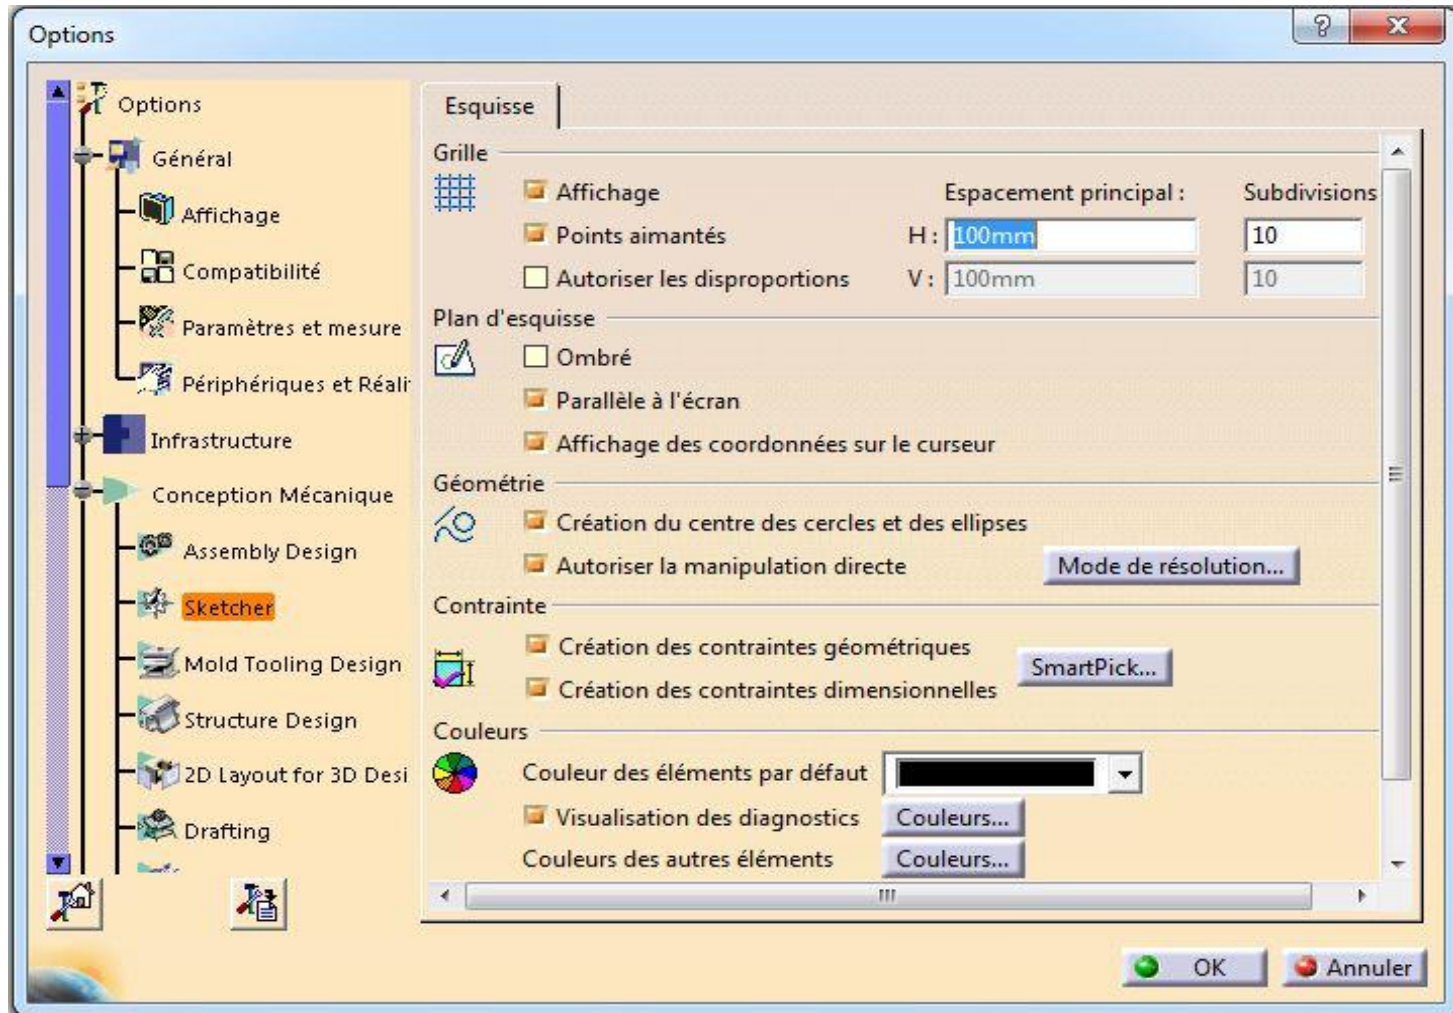 Options
Options
Général
Affichage
Compatibilité
Paramètres et mesure
Périphériques et Réali
Infrastructure
Conception Mécanique
Assembly Design
Sketcher
Mold Tooling Design
Structure Design
2D Layout for 3D Desi
Drafting
Esquisse
Grille
Affichage Espacement principal : Subdivisions
Points aimantés H : 100mm 10
Autoriser les disproportions V : 100mm 10
Plan d'esquisse
Ombré
Parallèle à l'écran
Affichage des coordonnées sur le curseur
Géométrie
Création du centre des cercles et des ellipses
Autoriser la manipulation directe Mode de résolution...
Contrainte
Création des contraintes géométriques
SmartPick...
Création des contraintes dimensionnelles
Couleurs
Couleur des éléments par défaut
Visualisation des diagnostics Couleurs...
Couleurs des autres éléments Couleurs...
OK Annuler